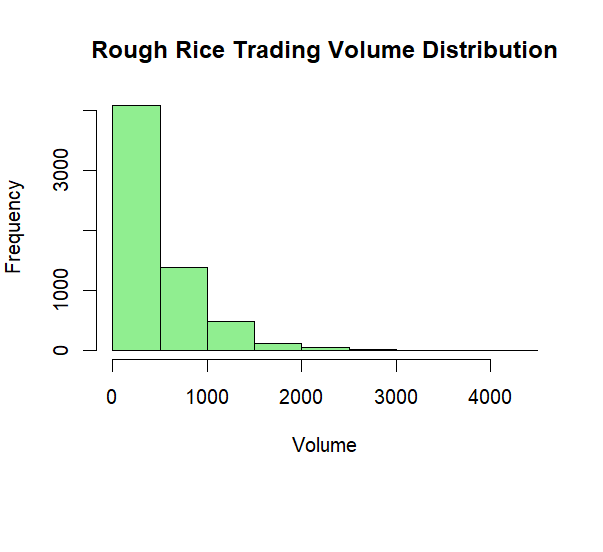 Rough Rice Trading Volume Distribution
Frequency
3000
1000
0
0 1000 2000 3000 4000
Volume